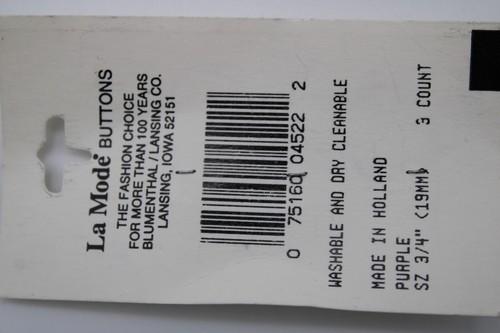 La Mode BUTTONS
THE FASHION CHOICE
FOR MORE THAN 100 YEARS
BLUMENTHAL / LANSING CO.
LANSING, IOWA 52151
0 75160 04522 2
WASHABLE AND DRY CLEANABLE
MADE IN HOLLAND
PURPLE 3 COUNT
SZ 3/4" (19MM)